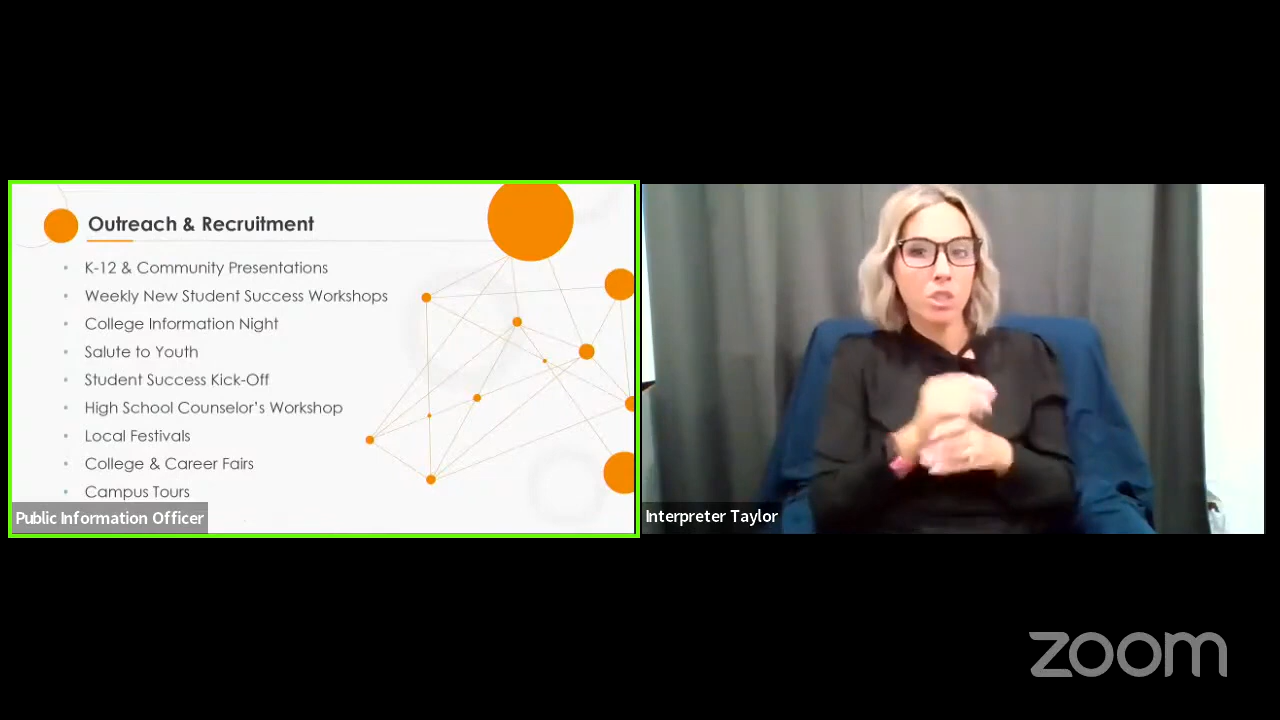 Outreach & Recruitment
• K-12 & Community Presentations
• Weekly New Student Success Workshops
• College Information Night
• Salute to Youth
• Student Success Kick-Off
• High School Counselor's Workshop
• Local Festivals
• College & Career Fairs
• Campus Tours
Public Information Officer
Interpreter Taylor
zoom